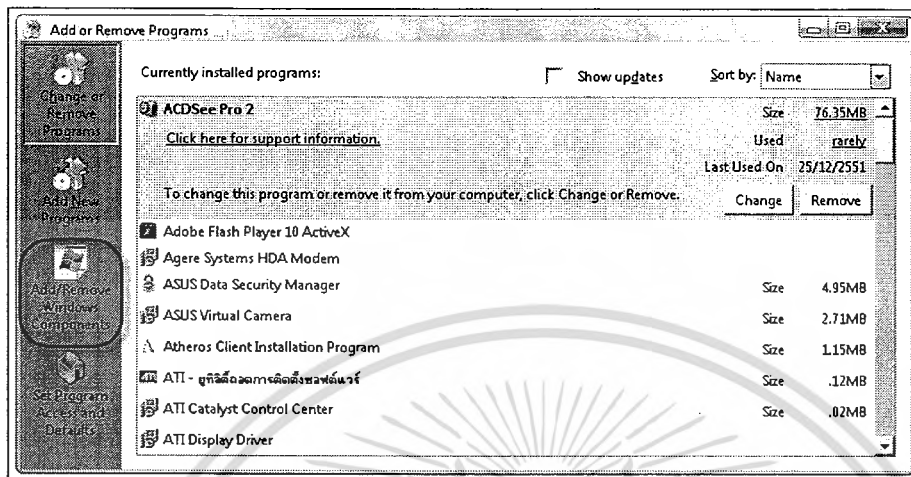 Add or Remove Programs
Change or
Remove
Programs
Add New
Programs
Add/Remove
Windows
Components
Set Program
Access and
Defaults
Currently installed programs:
Show updates
Sort by: Name
ACDSee Pro 2
Size 76.35MB
Click here for support information.
Used rarely
Last Used On 25/12/2551
To change this program or remove it from your computer, click Change or Remove.
Change Remove
Adobe Flash Player 10 ActiveX
Agere Systems HDA Modem
ASUS Data Security Manager Size 4.95MB
ASUS Virtual Camera Size 2.71MB
Atheros Client Installation Program Size 1.15MB
ATI - ยูทิลิตี้ถอดการติดตั้งซอฟต์แวร์ Size .12MB
ATI Catalyst Control Center Size .02MB
ATI Display Driver